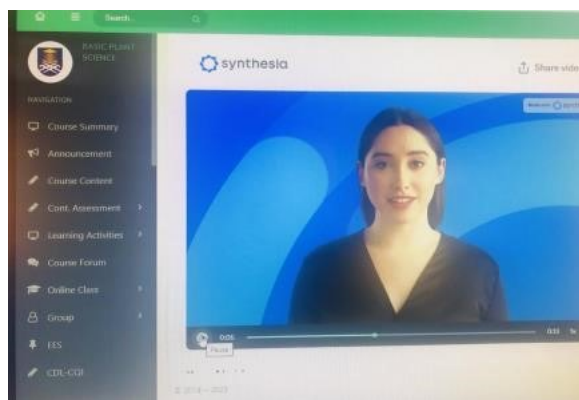 Search..
BASIC PLANT
SCIENCE
synthesia
Share video
NAVIGATION
Course Summary
Announcement
Course Content
Cont. Assessment
Learning Activities
Course Forum
Online Class
Group
EES
CDL-CQI
0:05
Pause